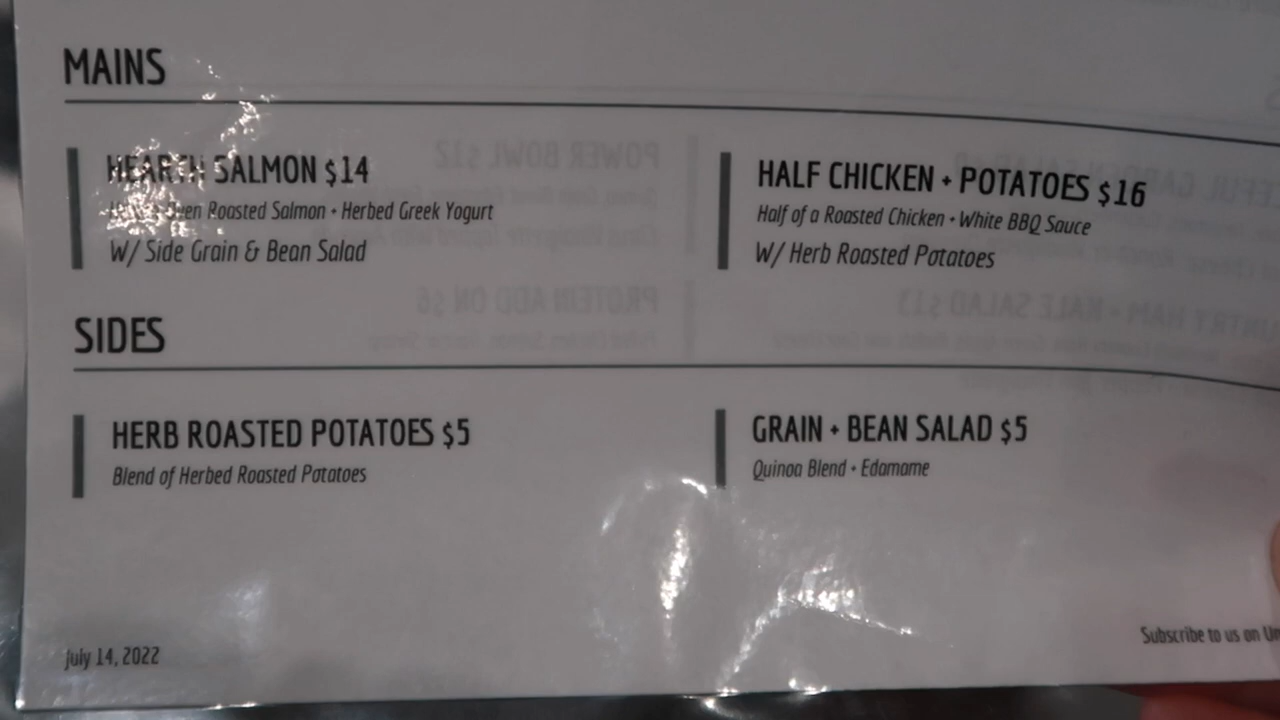 MAINS
HEARTH SALMON $14
Oven Roasted Salmon • Herbed Greek Yogurt
W/ Side Grain & Bean Salad
HALF CHICKEN + POTATOES $16
Half of a Roasted Chicken • White BBQ Sauce
W/ Herb Roasted Potatoes
SIDES
HERB ROASTED POTATOES $5
Blend of Herbed Roasted Potatoes
GRAIN + BEAN SALAD $5
Quinoa Blend • Edamame
july 14, 2022
Subscribe to us on